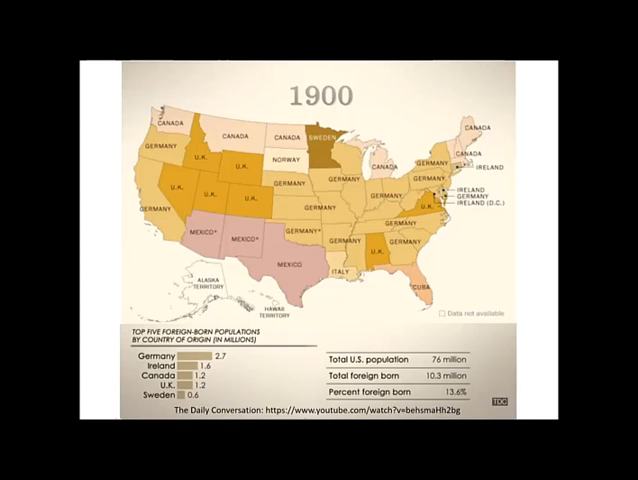 1900
CANADA
CANADA
CANADA
SWEDEN
CANADA
GERMANY
U.K.
U.K.
NORWAY
CANADA
GERMANY
CANADA
IRELAND
U.K.
U.K.
U.K.
GERMANY
GERMANY
GERMANY
GERMANY
IRELAND
GERMANY
IRELAND (D.C.)
GERMANY
GERMANY
U.K.
MEXICO*
MEXICO*
GERMANY*
GERMANY
GERMANY
GERMANY
MEXICO
U.K.
ITALY
CUBA
ALASKA
TERRITORY
HAWAII
TERRITORY
Data not available
TOP FIVE FOREIGN-BORN POPULATIONS
BY COUNTRY OF ORIGIN (IN MILLIONS)
Germany 2.7
Ireland 1.6
Canada 1.2
U.K. 1.2
Sweden 0.6
Total U.S. population 76 million
Total foreign born 10.3 million
Percent foreign born 13.6%
TDC
The Daily Conversation: https://www.youtube.com/watch?v=behsmaHh2bg